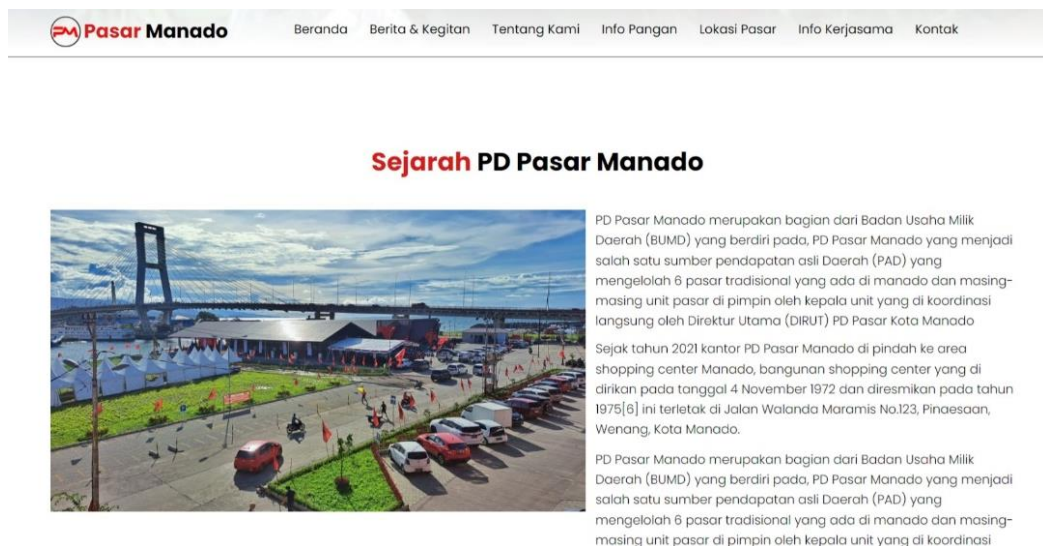 PM Pasar Manado
Beranda Berita & Kegitan Tentang Kami Info Pangan Lokasi Pasar Info Kerjasama Kontak
Sejarah PD Pasar Manado
PD Pasar Manado merupakan bagian dari Badan Usaha Milik
Daerah (BUMD) yang berdiri pada, PD Pasar Manado yang menjadi
salah satu sumber pendapatan asli Daerah (PAD) yang
mengelolah 6 pasar tradisional yang ada di manado dan masing-
masing unit pasar di pimpin oleh kepala unit yang di koordinasi
langsung oleh Direktur Utama (DIRUT) PD Pasar Kota Manado
Sejak tahun 2021 kantor PD Pasar Manado di pindah ke area
shopping center Manado, bangunan shopping center yang di
dirikan pada tanggal 4 November 1972 dan diresmikan pada tahun
1975[6] ini terletak di Jalan Walanda Maramis No.123, Pinaesaan,
Wenang, Kota Manado.
PD Pasar Manado merupakan bagian dari Badan Usaha Milik
Daerah (BUMD) yang berdiri pada, PD Pasar Manado yang menjadi
salah satu sumber pendapatan asli Daerah (PAD) yang
mengelolah 6 pasar tradisional yang ada di manado dan masing-
masing unit pasar di pimpin oleh kepala unit yang di koordinasi